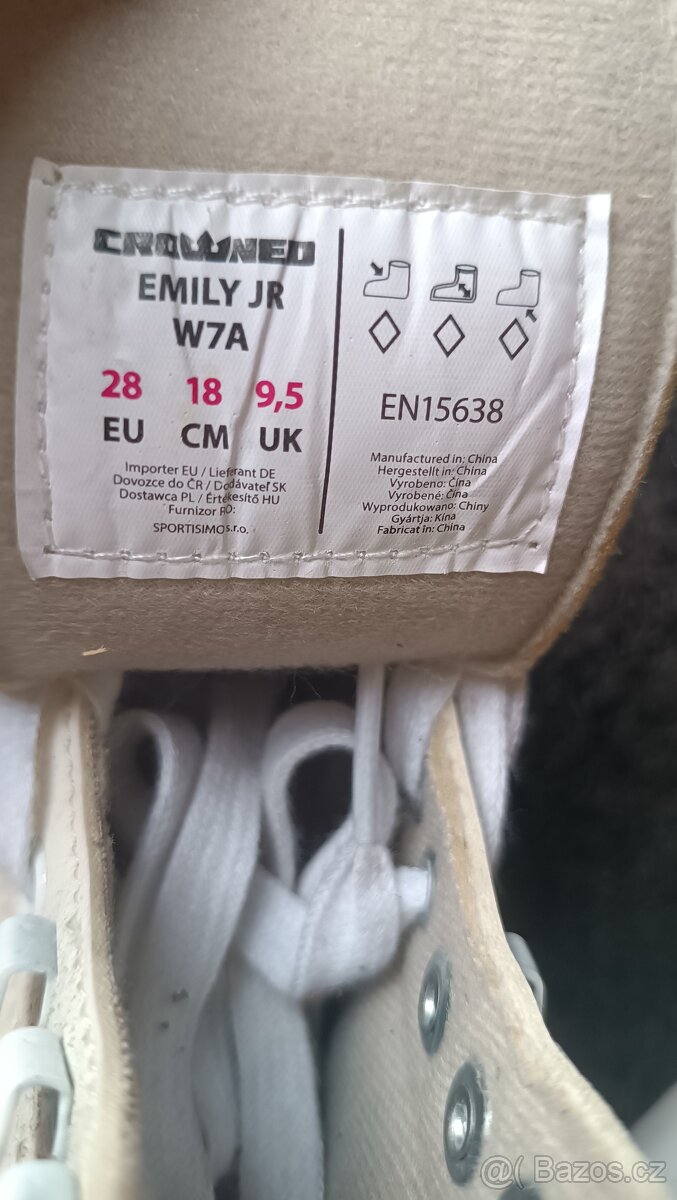 CROWNED
EMILY JR
W7A
28 18 9,5
EU CM UK
Importer EU / Lieferant DE
Dovozce do ČR / Dodávateľ SK
Dostawca PL / Értékesítő HU
Furnizor RO:
SPORTISIMO s.r.o.
EN15638
Manufactured in: China
Hergestellt in: China
Vyrobeno: Čína
Vyrobené: Čína
Wyprodukowano: Chiny
Gyártja: Kína
Fabricat în: China
@( Bazos.cz